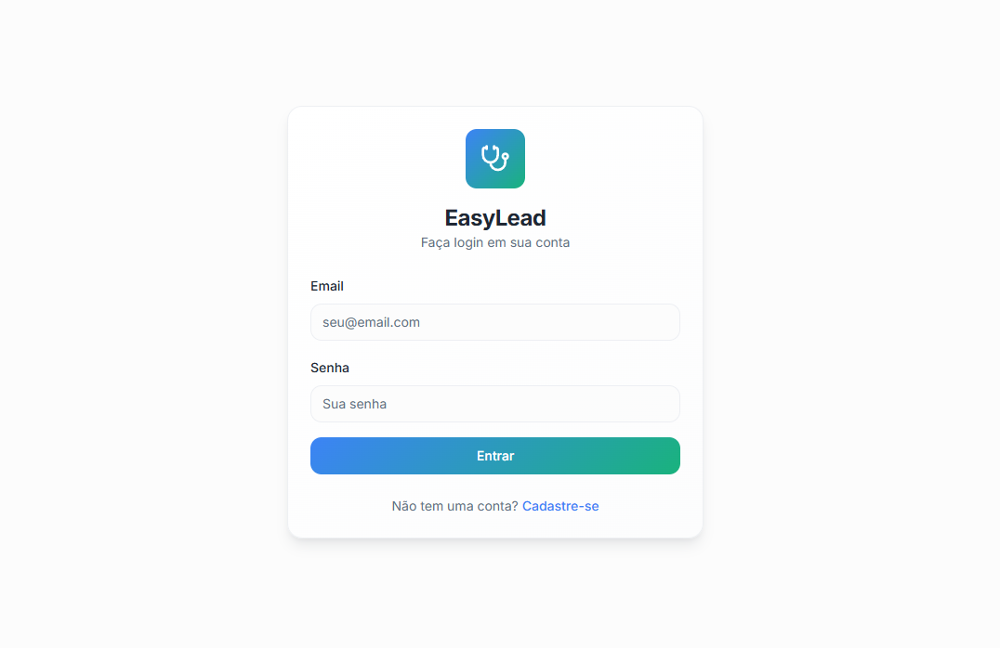 EasyLead
Faça login em sua conta
Email
seu@email.com
Senha
Sua senha
Entrar
Não tem uma conta? Cadastre-se